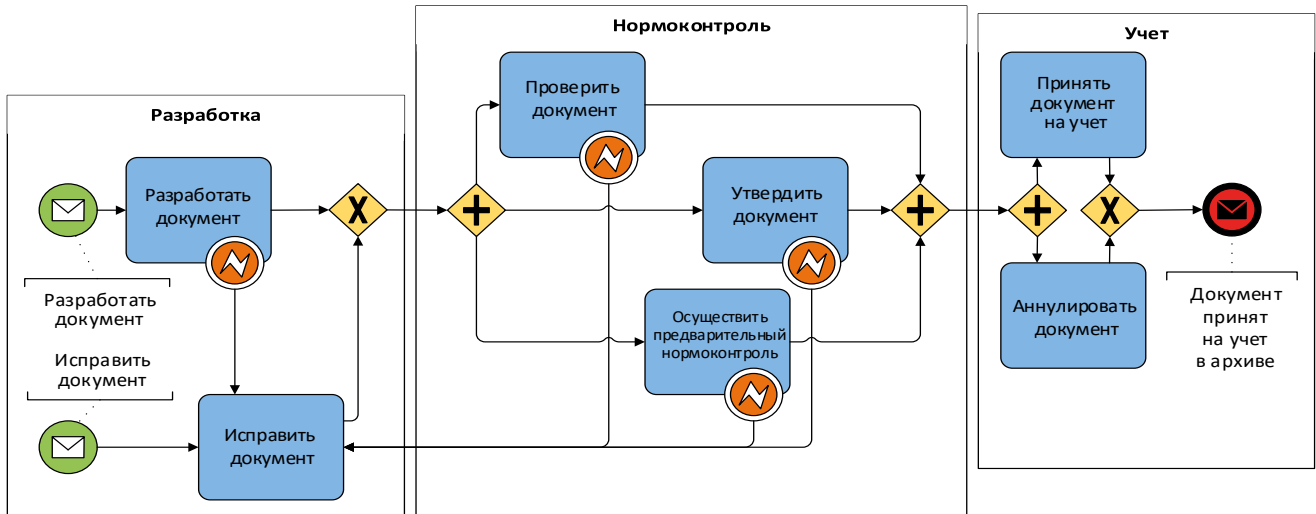 Разработка
Разработать
документ
Разработать
документ
Исправить
документ
Исправить
документ
Нормоконтроль
Проверить
документ
Утвердить
документ
Осуществить
предварительный
нормоконтроль
Учет
Принять
документ
на учет
Аннулировать
документ
Документ
принят
на учет
в архиве